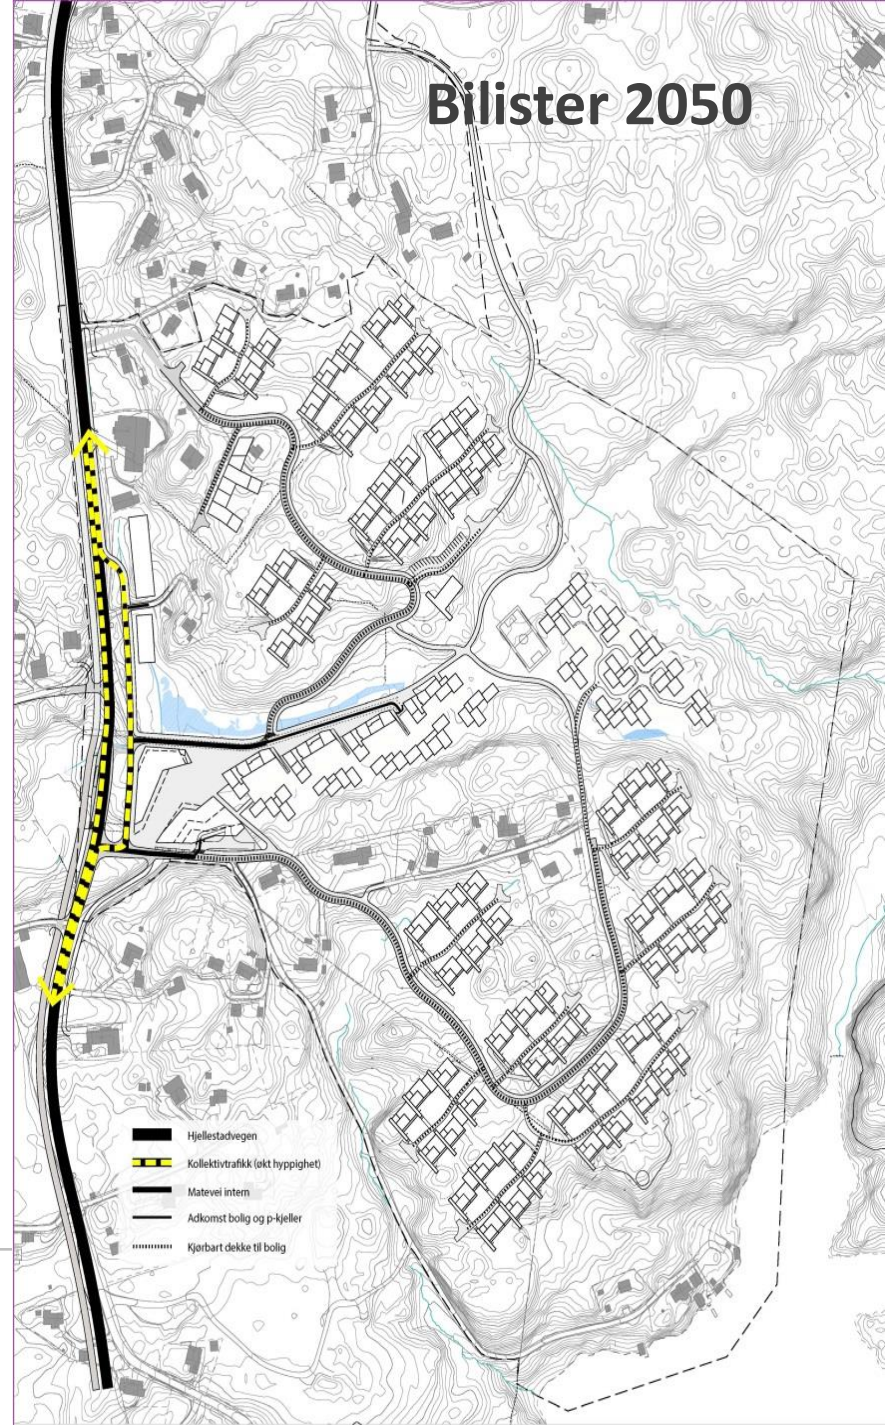 Bilister 2050
Hjellestadvegen
Kollektivtrafikk (økt hyppighet)
Matevei intern
Adkomst bolig og p-kjeller
Kjørbart dekke til bolig